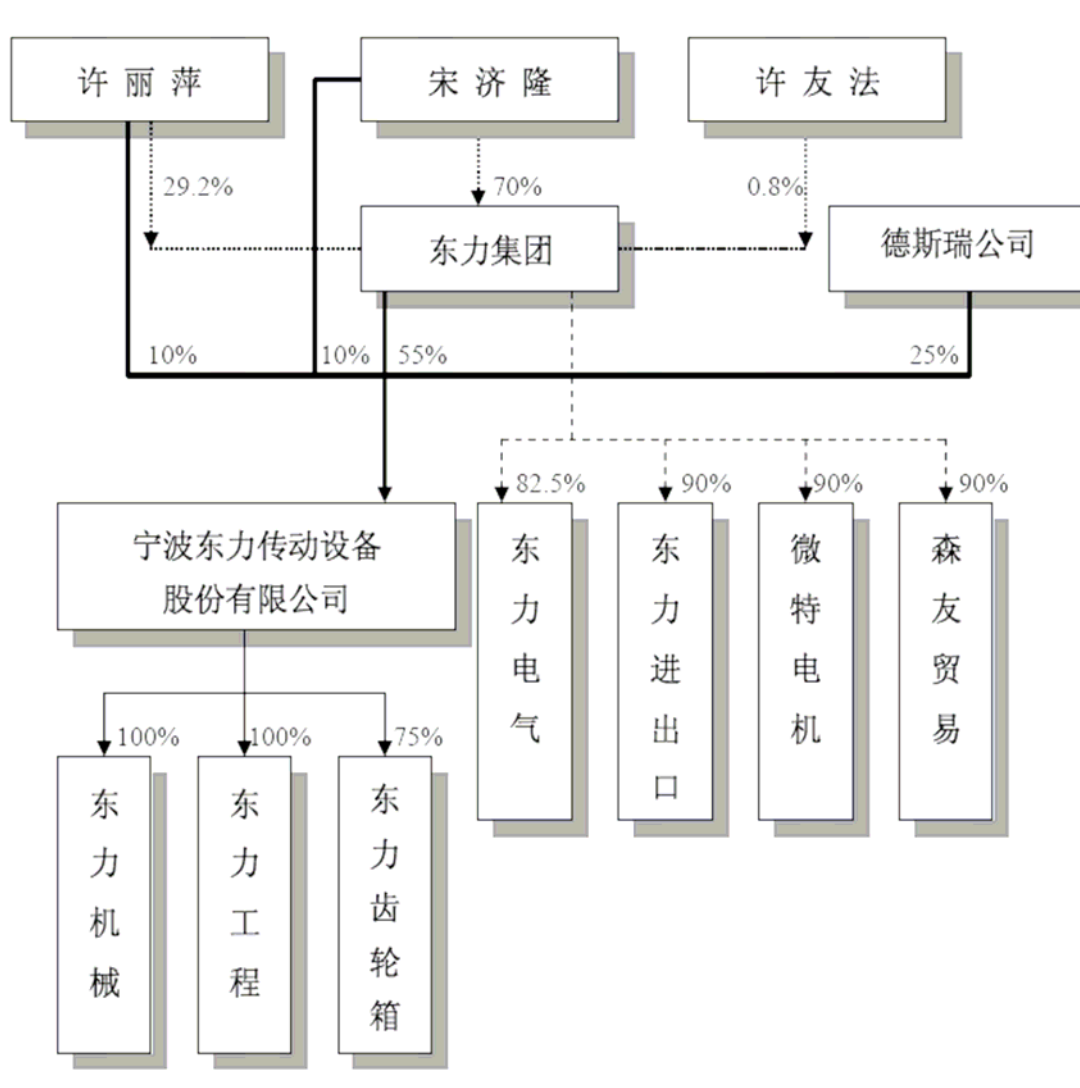 许丽萍
宋济隆
许友法
29.2%
70%
0.8%
东力集团
德斯瑞公司
10%
10%
55%
25%
82.5%
90%
90%
90%
宁波东力传动设备
股份有限公司
东力电气
东力进出口
微特电机
森友贸易
100%
100%
75%
东力机械
东力工程
东力齿轮箱